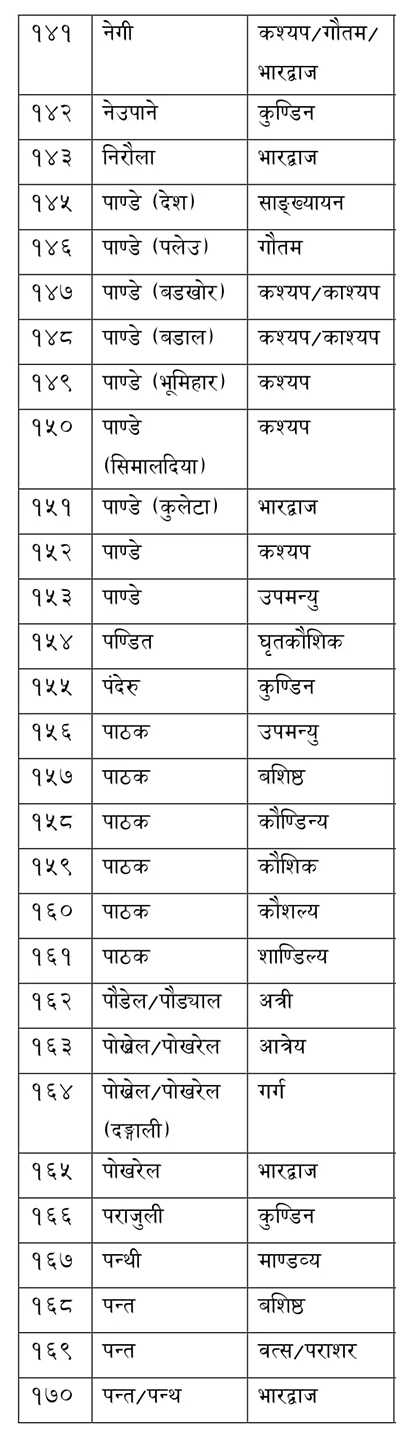 १४१ नेगी कश्यप/गौतम/
भारद्वाज
१४२ नेउपाने कुण्डिन
१४३ निरौला भारद्वाज
१४५ पाण्डे (देश) साङ्ख्यायन
१४६ पाण्डे (पलेउ) गौतम
१४७ पाण्डे (बडखोर) कश्यप/काश्यप
१४८ पाण्डे (बडाल) कश्यप/काश्यप
१४९ पाण्डे (भूमिहार) कश्यप
१५० पाण्डे कश्यप
(सिमालदिया)
१५१ पाण्डे (कुलेटा) भारद्वाज
१५२ पाण्डे कश्यप
१५३ पाण्डे उपमन्यु
१५४ पण्डित घृतकौशिक
१५५ पंदेरु कुण्डिन
१५६ पाठक उपमन्यु
१५७ पाठक बशिष्ठ
१५८ पाठक कौण्डिन्य
१५९ पाठक कौशिक
१६० पाठक कौशल्य
१६१ पाठक शाण्डिल्य
१६२ पौडेल/पौड्याल अत्री
१६३ पोख्रेल/पोखरेल आत्रेय
१६४ पोख्रेल/पोखरेल गर्ग
(दङ्गाली)
१६५ पोखरेल भारद्वाज
१६६ पराजुली कुण्डिन
१६७ पन्थी माण्डव्य
१६८ पन्त बशिष्ठ
१६९ पन्त वत्स/पराशर
१७० पन्त/पन्थ भारद्वाज